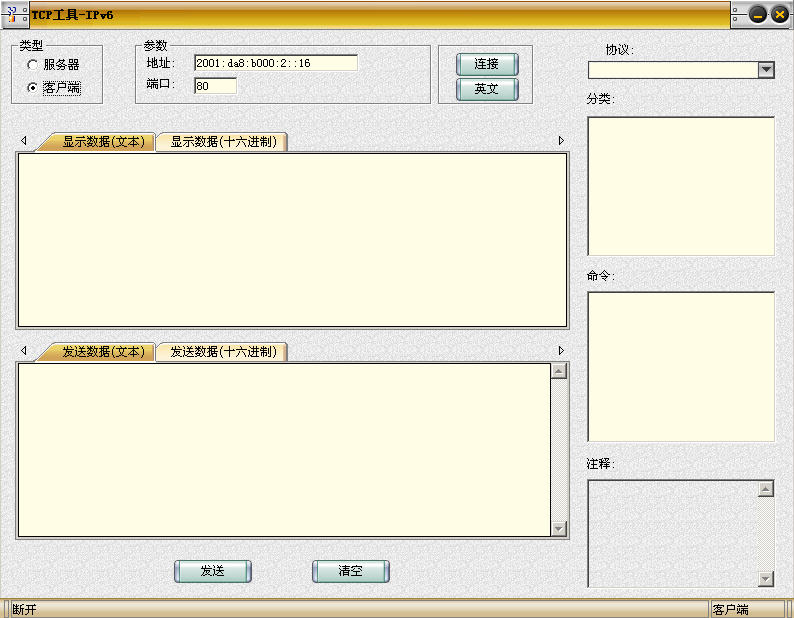 TCP工具-IPv6
类型
服务器
客户端
参数
地址:
2001:da8:b000:2::16
端口:
80
连接
英文
协议:
分类:
显示数据(文本)
显示数据(十六进制)
命令:
发送数据(文本)
发送数据(十六进制)
注释:
发送
清空
断开
客户端